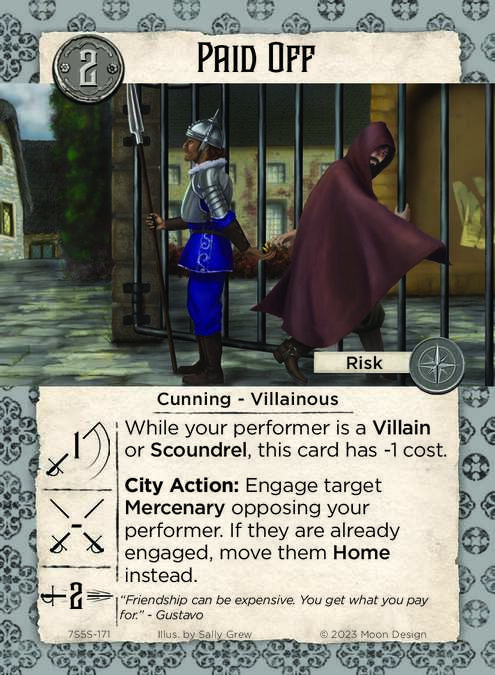 2
Paid Off
Risk
Cunning - Villainous
1
While your performer is a Villain
or Scoundrel, this card has -1 cost.
City Action: Engage target
Mercenary opposing your
performer. If they are already
engaged, move them Home
instead.
-
2
“Friendship can be expensive. You get what you pay
for.” - Gustavo
7S5S-171 Illus. by Sally Grew © 2023 Moon Design